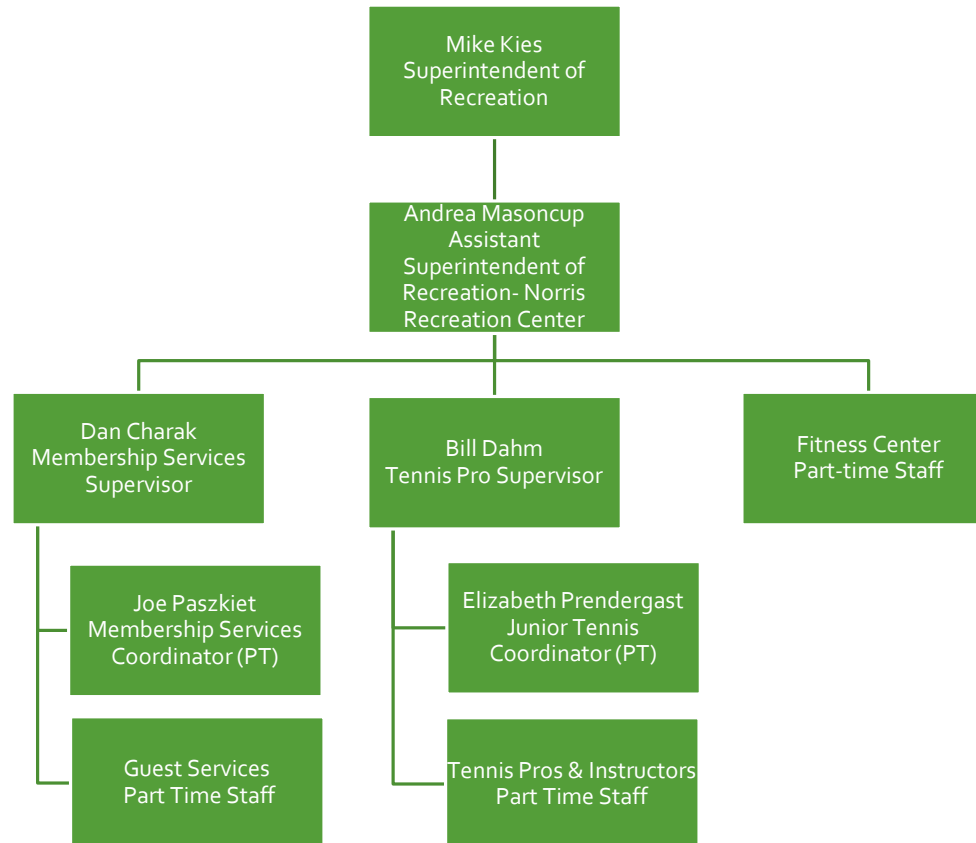 Mike Kies
Superintendent of
Recreation
Andrea Masoncup
Assistant
Superintendent of
Recreation- Norris
Recreation Center
Dan Charak
Membership Services
Supervisor
Bill Dahm
Tennis Pro Supervisor
Fitness Center
Part-time Staff
Joe Paszkiet
Membership Services
Coordinator (PT)
Elizabeth Prendergast
Junior Tennis
Coordinator (PT)
Guest Services
Part Time Staff
Tennis Pros & Instructors
Part Time Staff